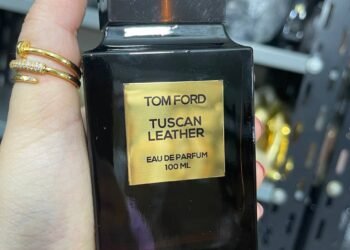 TOM FORD
TUSCAN
LEATHER
EAU DE PARFUM
100 ML